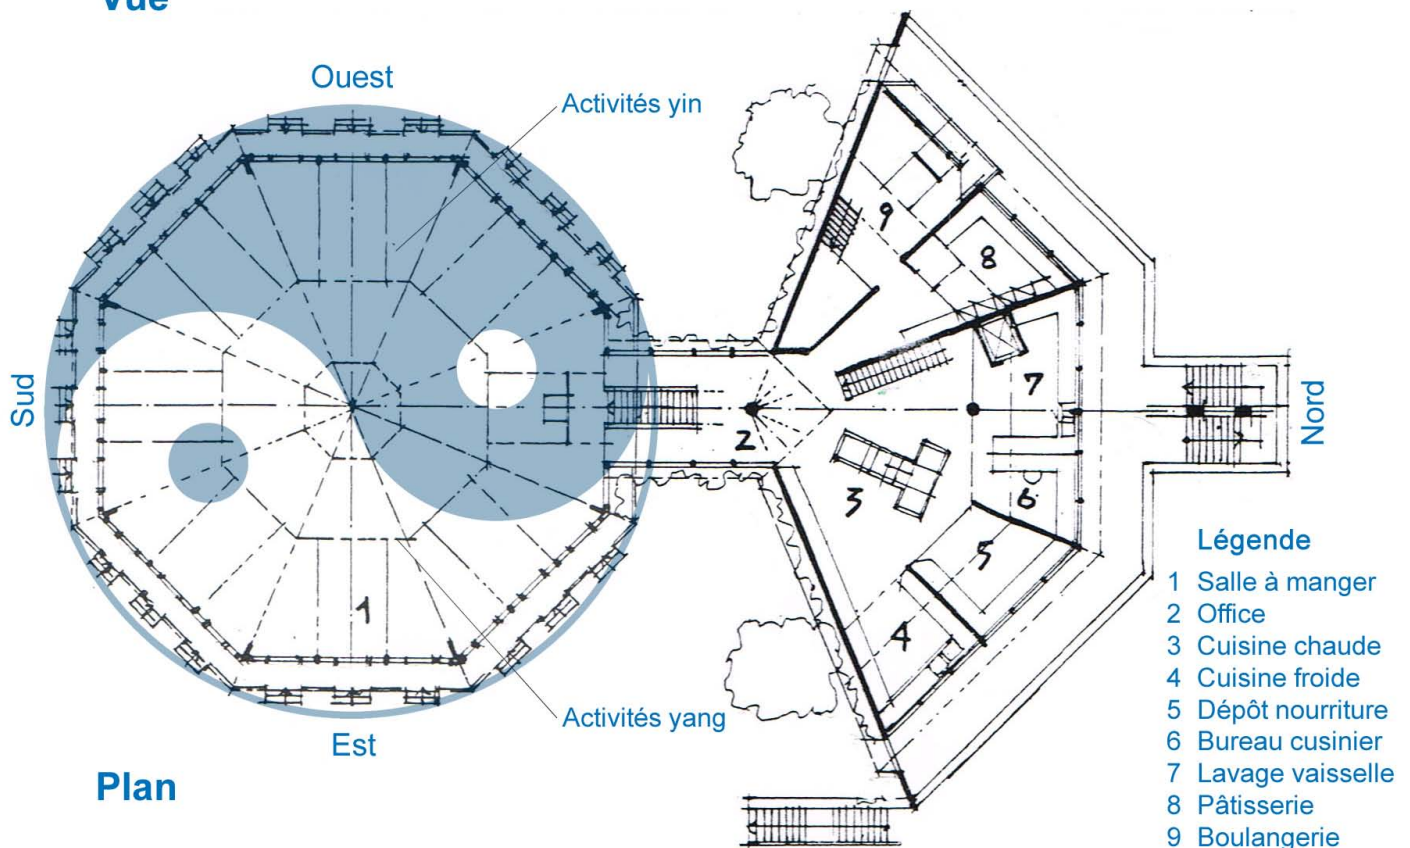 Vue
Ouest
Activités yin
9
8
Sud
7
Nord
2
3
6
5
1
4
Activités yang
Est
Plan
Légende
1 Salle à manger
2 Office
3 Cuisine chaude
4 Cuisine froide
5 Dépôt nourriture
6 Bureau cusinier
7 Lavage vaisselle
8 Pâtisserie
9 Boulangerie